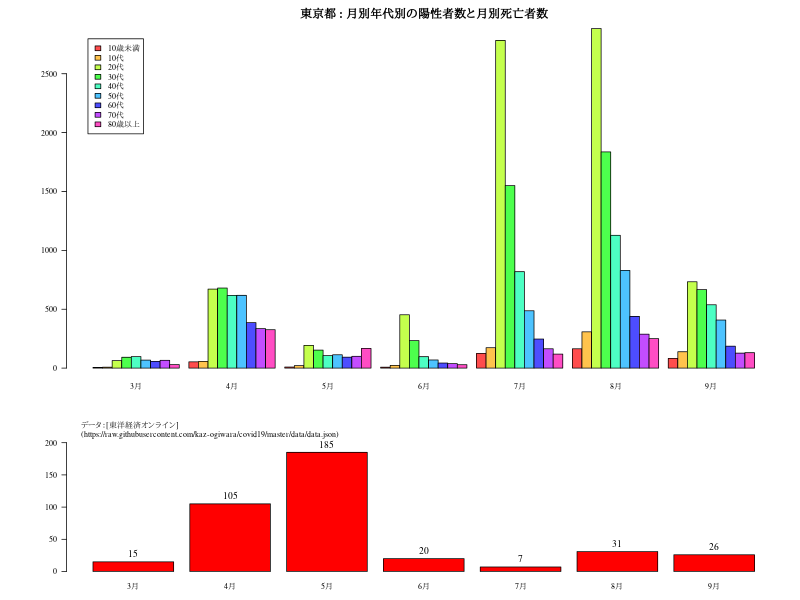 東京都 : 月別年代別の陽性者数と月別死亡者数
10歳未満
10代
20代
30代
40代
50代
60代
70代
80歳以上
2500
2000
1500
1000
500
0
3月 4月 5月 6月 7月 8月 9月
データ : [東洋経済オンライン]
(https://raw.githubusercontent.com/kaz-ogiwara/covid19/master/data/data.json)
200
150
100
50
0
15 105 185 20 7 31 26
3月 4月 5月 6月 7月 8月 9月